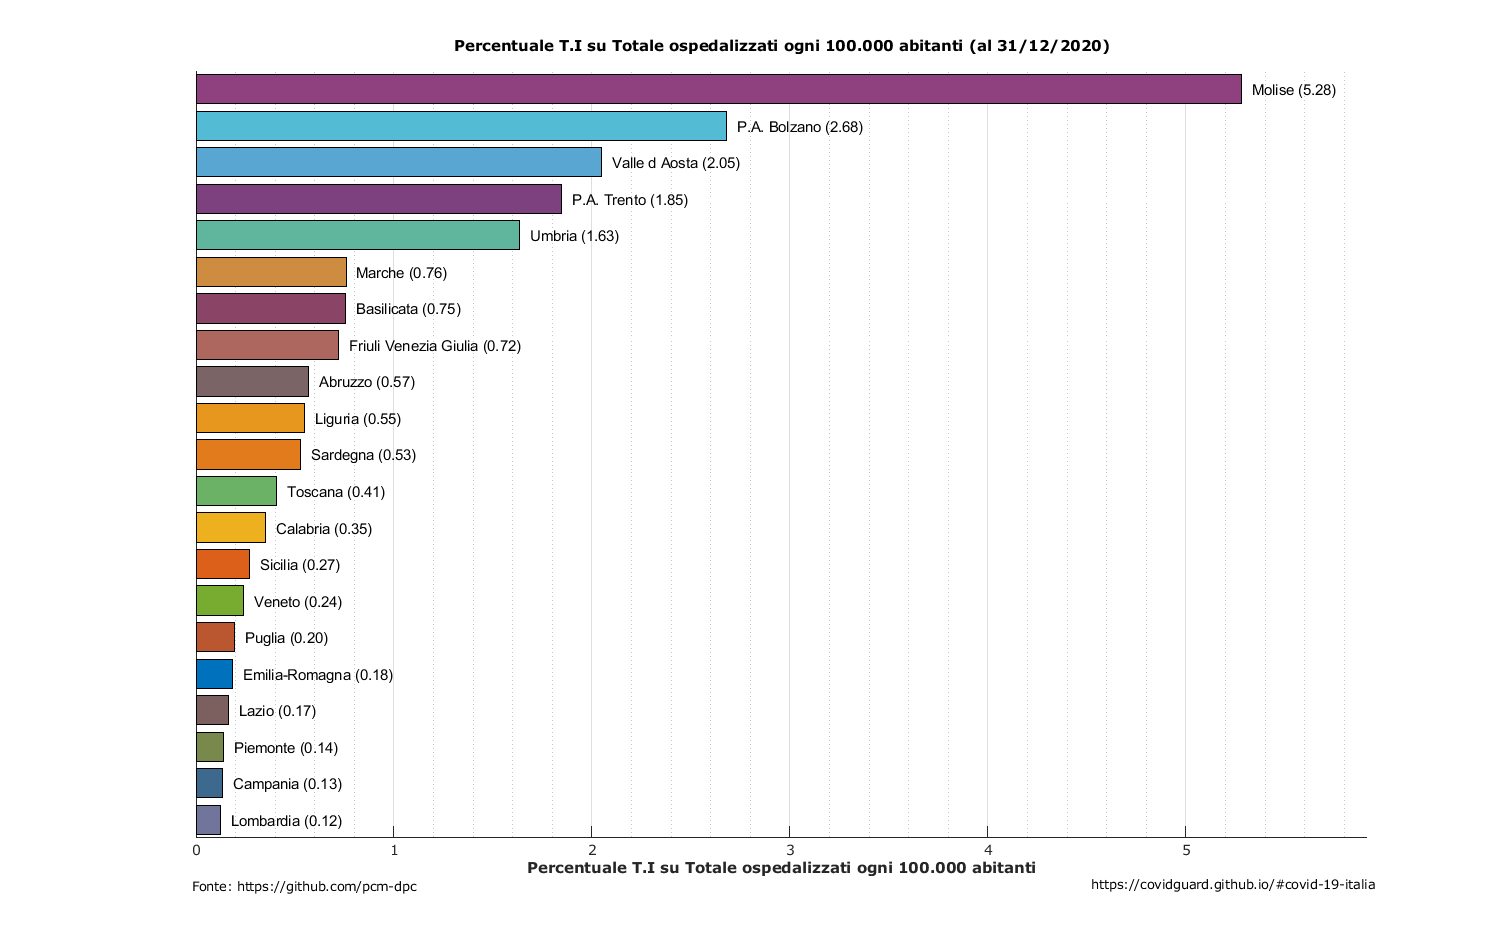 Percentuale T.I su Totale ospedalizzati ogni 100.000 abitanti (al 31/12/2020)
Molise (5.28)
P.A. Bolzano (2.68)
Valle d Aosta (2.05)
P.A. Trento (1.85)
Umbria (1.63)
Marche (0.76)
Basilicata (0.75)
Friuli Venezia Giulia (0.72)
Abruzzo (0.57)
Liguria (0.55)
Sardegna (0.53)
Toscana (0.41)
Calabria (0.35)
Sicilia (0.27)
Veneto (0.24)
Puglia (0.20)
Emilia-Romagna (0.18)
Lazio (0.17)
Piemonte (0.14)
Campania (0.13)
Lombardia (0.12)
0 1 2 3 4 5
Percentuale T.I su Totale ospedalizzati ogni 100.000 abitanti
Fonte: https://github.com/pcm-dpc
https://covidguard.github.io/#covid-19-italia